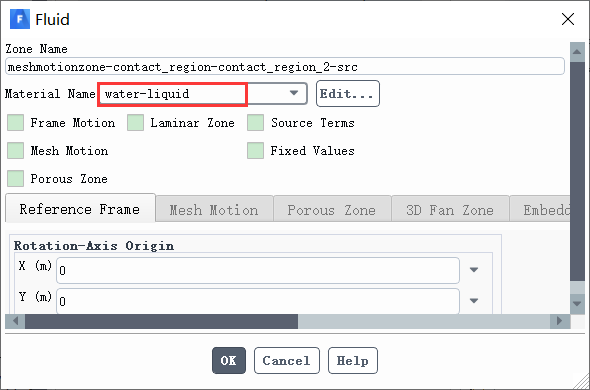 F Fluid
Zone Name
meshmotionzone-contact_region-contact_region_2-src
Material Name water-liquid Edit...
Frame Motion Laminar Zone Source Terms
Mesh Motion Fixed Values
Porous Zone
Reference Frame Mesh Motion Porous Zone 3D Fan Zone Embedd
Rotation-Axis Origin
X (m) 0
Y (m) 0
OK Cancel Help